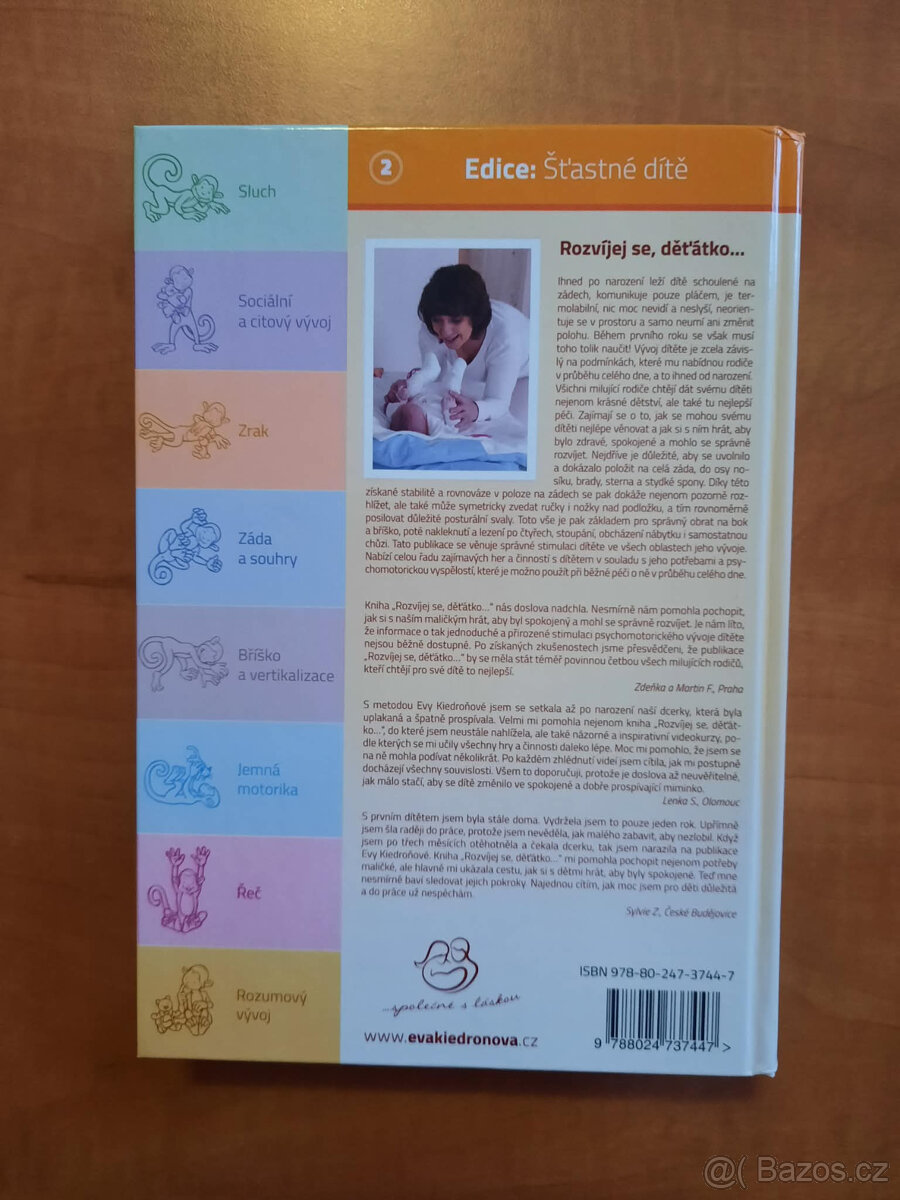 Sluch
Sociální
a citový vývoj
Zrak
Záda
a souhry
Bříško
a vertikalizace
Jemná
motorika
Řeč
Rozumový
vývoj
2
Edice: Šťastné dítě
Rozvíjej se, děťátko...
Ihned po narození leží dítě schoulené na
zádech, komunikuje pouze pláčem, je ter-
molabilní, nic moc nevidí a neslyší, neorien-
tuje se v prostoru a samo neumí ani změnit
polohu. Během prvního roku se však musí
toho tolik naučit! Vývoj dítěte je zcela závis-
lý na podmínkách, které mu nabídnou rodiče
v průběhu celého dne, a to ihned od narození.
Všichni milující rodiče chtějí dát svému dítěti
nejenom krásné dětství, ale také tu nejlepší
péči. Zajímají se o to, jak se mohou svému
dítěti nejlépe věnovat a jak si s ním hrát, aby
bylo zdravé, spokojené a mohlo se správně
rozvíjet. Nejdříve je důležité, aby se uvolnilo
a dokázalo položit na celá záda, do osy no-
síku, brady, sterna a stydké spony. Díky této
získané stabilitě a rovnováze v poloze na zádech se pak dokáže nejenom pozorně roz-
hlížet, ale také může symetricky zvedat ručky i nožky nad podložku, a tím rovnoměrně
posilovat důležité posturální svaly. Toto vše je pak základem pro správný obrat na bok
a bříško, poté nakleknutí a lezení po čtyřech, stoupání, obcházení nábytku i samostatnou
chůzi. Tato publikace se věnuje správné stimulaci dítěte ve všech oblastech jeho vývoje.
Nabízí celou řadu zajímavých her a činností s dítětem v souladu s jeho potřebami a psy-
chomotorickou vyspělostí, které je možno použít při běžné péči o ně v průběhu celého dne.
Kniha „Rozvíjej se, děťátko...“ nás doslova nadchla. Nesmírně nám pomohla pochopit,
jak si s naším maličkým hrát, aby byl spokojený a mohl se správně rozvíjet. Je nám líto,
že informace o tak jednoduché a přirozené stimulaci psychomotorického vývoje dítěte
nejsou běžně dostupné. Po získaných zkušenostech jsme přesvědčeni, že publikace
„Rozvíjej se, děťátko...“ by se měla stát téměř povinnou četbou všech milujících rodičů,
kteří chtějí pro své dítě to nejlepší.
Zdeňka a Martin F., Praha
S metodou Evy Kiedroňové jsem se setkala až po narození naší dcerky, která byla
uplakaná a špatně prospívala. Velmi mi pomohla nejenom kniha „Rozvíjej se, děťát-
ko...“, do které jsem neustále nahlížela, ale také názorné a inspirativní videokurzy, po-
dle kterých se mi učily všechny hry a činnosti daleko lépe. Moc mi pomohlo, že jsem se
na ně mohla podívat několikrát. Po každém zhlédnutí videí jsem cítila, jak mi postupně
docházejí všechny souvislosti. Všem to doporučuji, protože je doslova až neuvěřitelné,
jak málo stačí, aby se dítě změnilo ve spokojené a dobře prospívající miminko.
Lenka S., Olomouc
S prvním dítětem jsem byla stále doma. Vydržela jsem to pouze jeden rok. Upřímně
jsem šla raději do práce, protože jsem nevěděla, jak malého zabavit, aby nezlobil. Když
jsem po třech měsících otěhotněla a čekala dcerku, tak jsem narazila na publikace
Evy Kiedroňové. Kniha „Rozvíjej se, děťátko...“ mi pomohla pochopit nejenom potřeby
maličké, ale hlavně mi ukázala cestu, jak si s dětmi hrát, aby byly spokojené. Teď mne
nesmírně baví sledovat jejich pokroky. Najednou cítím, jak moc jsem pro děti důležitá
a do práce už nespěchám.
Sylvie Z., České Budějovice
...společně s láskou
www.evakiedronova.cz
ISBN 978-80-247-3744-7
9 788024 737447 >
@( Bazos.cz